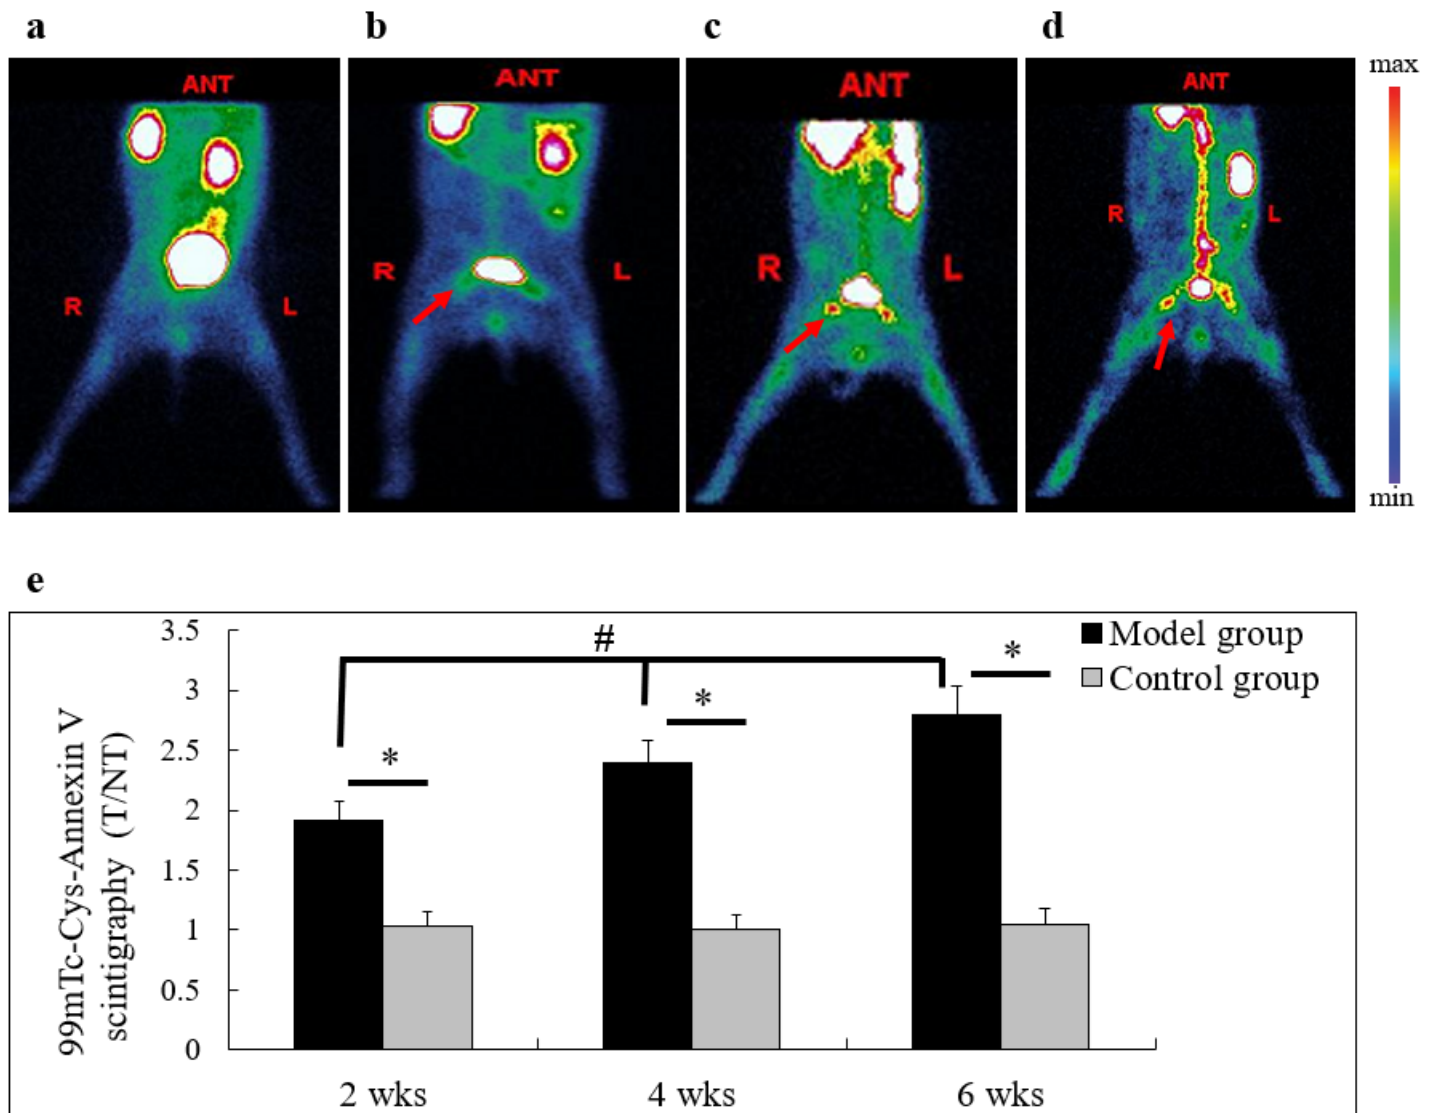 a b c d
ANT ANT ANT ANT
max
R L
R L
R L
R L
min
e
99mTc-Cys-Annexin V
scintigraphy (T/NT)
3.5
3
2.5
2
1.5
1
0.5
0
#
*
*
*
Model group
Control group
2 wks 4 wks 6 wks